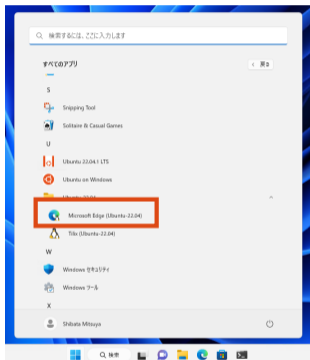 検索するには、ここに入力します
すべてのアプリ
戻る
S
Snipping Tool
Solitaire & Casual Games
U
Ubuntu 22.04.1 LTS
Ubuntu on Windows
Ubuntu-22.04
Microsoft Edge (Ubuntu-22.04)
Tilix (Ubuntu-22.04)
W
Windows セキュリティ
Windows ツール
X
Shibata Mitsuya
検索